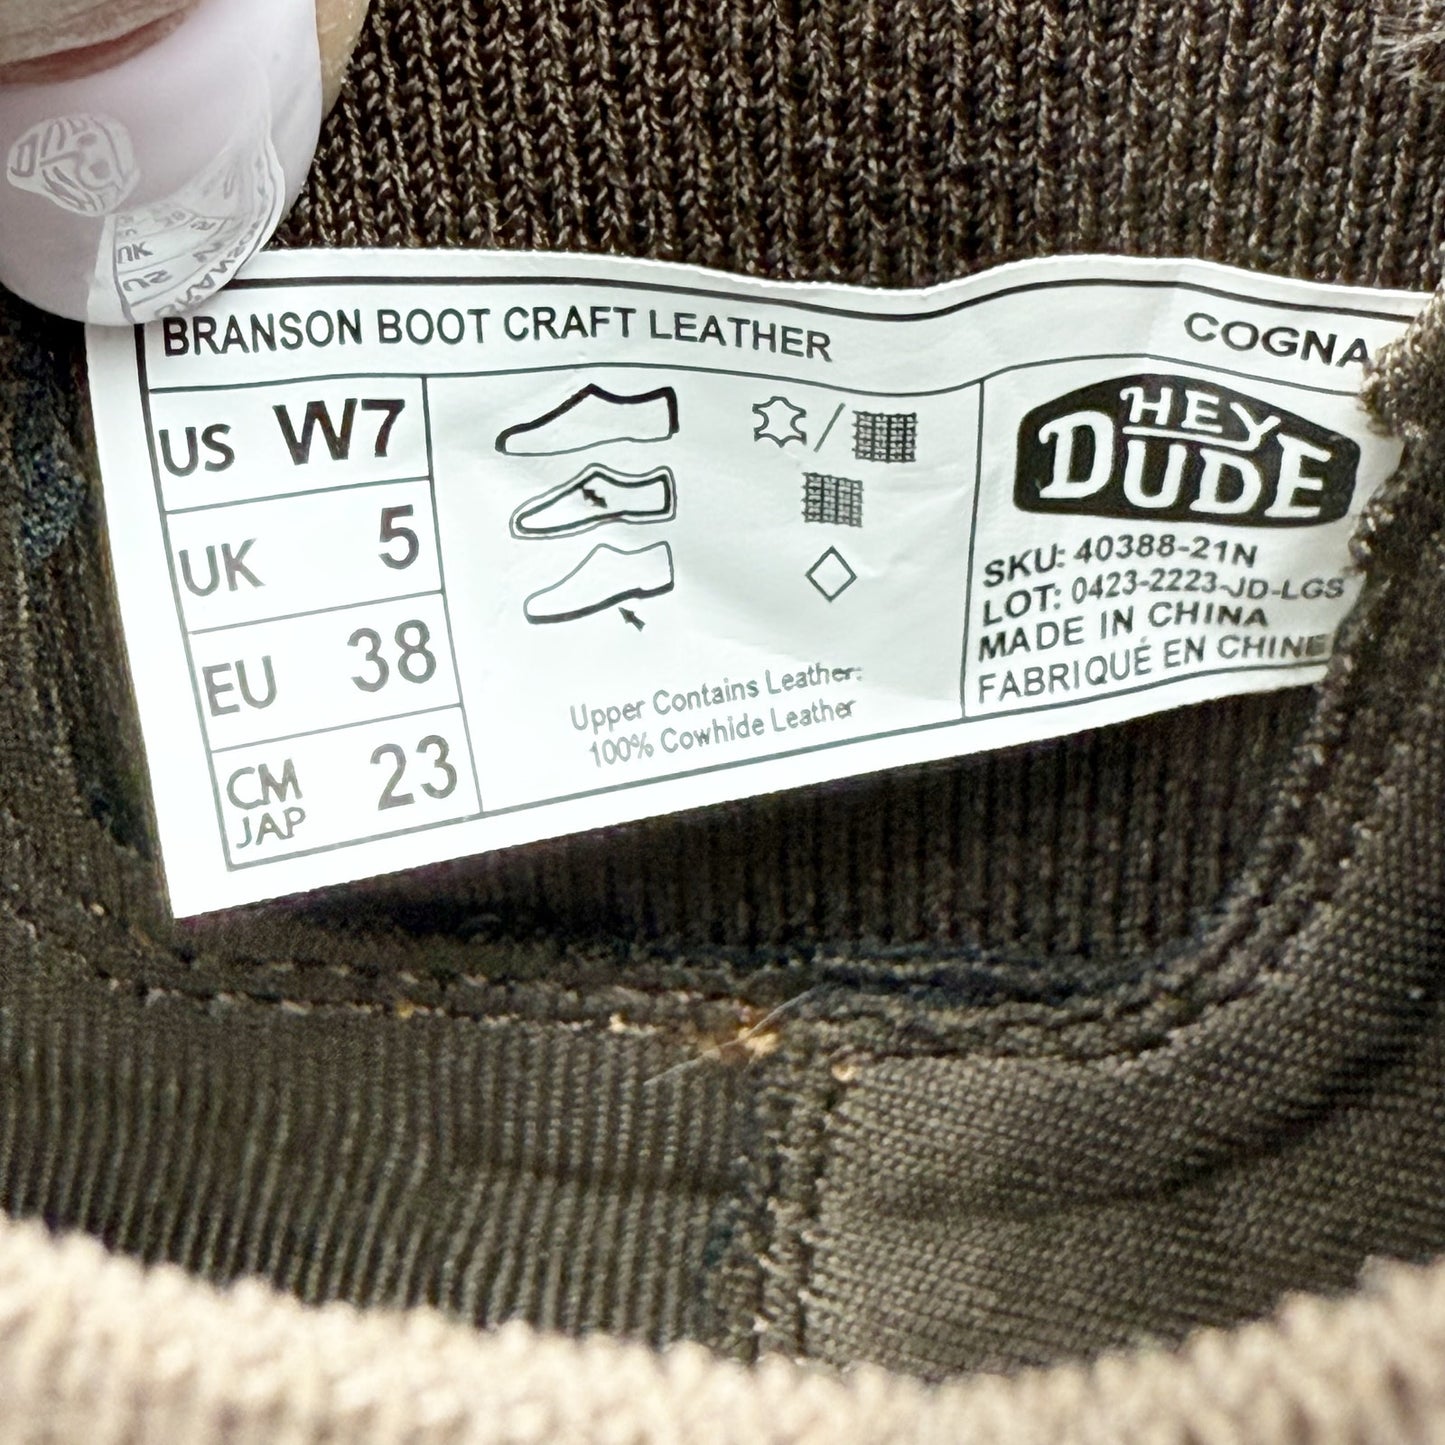 BRANSON BOOT CRAFT LEATHER
COGNA
US W7
UK 5
EU 38
CM
JAP 23
Upper Contains Leather:
100% Cowhide Leather
HEY
DUDE
SKU: 40388-21N
LOT: 0423-2223-JD-LGS
MADE IN CHINA
FABRIQUÉ EN CHINE